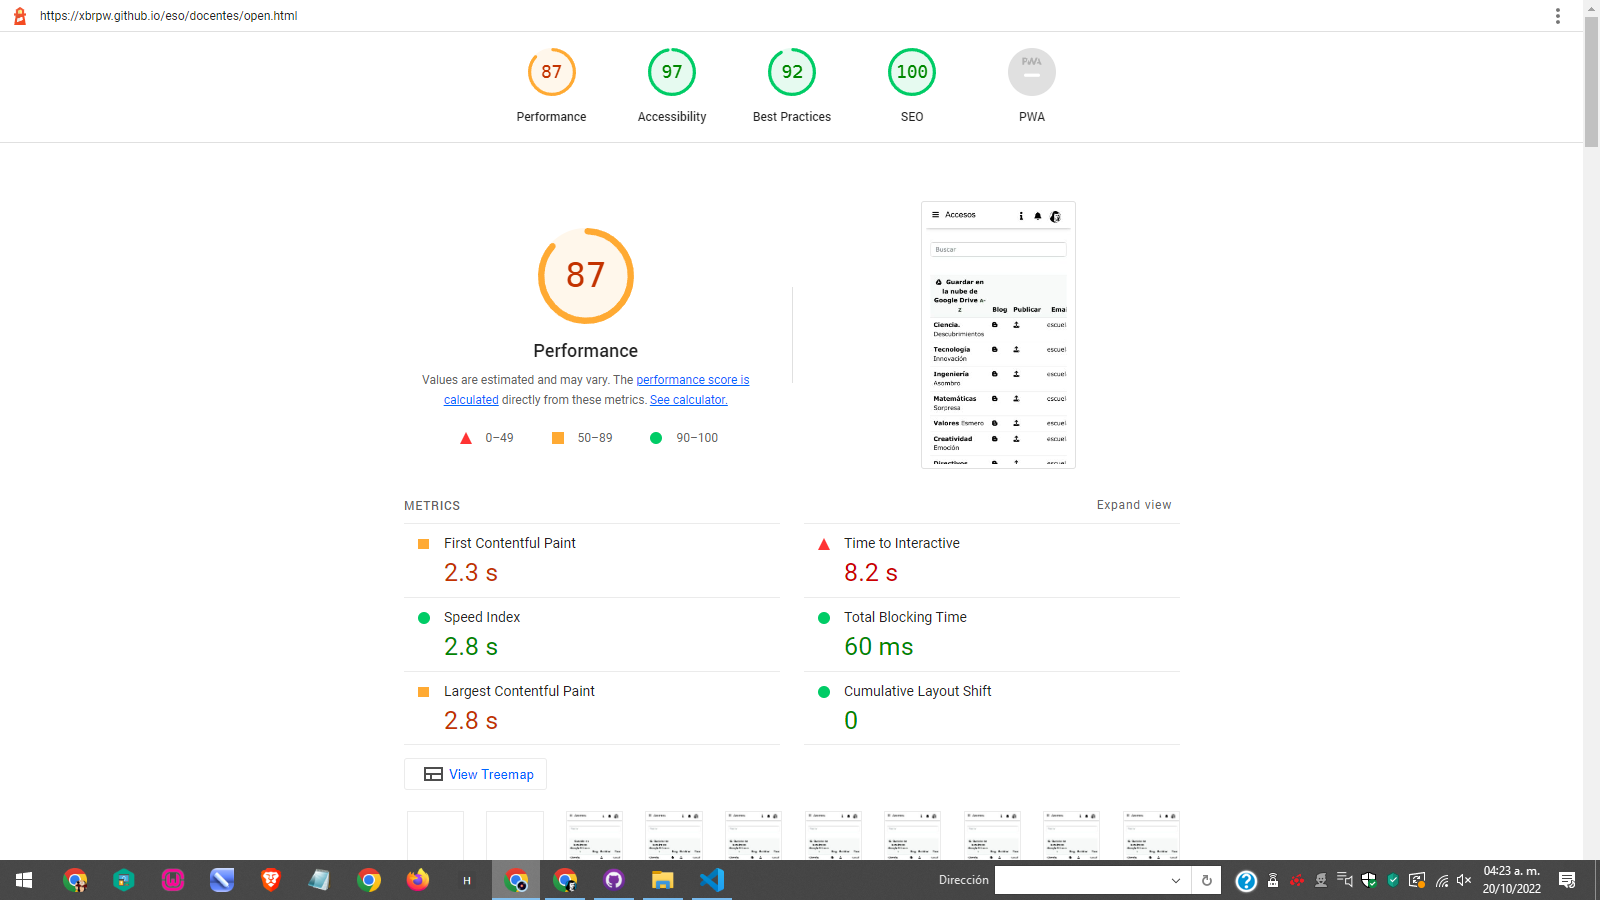 https://xbrpw.github.io/eso/docentes/open.html
87
97
92
100
PWA
Performance
Accessibility
Best Practices
SEO
PWA
87
Performance
Values are estimated and may vary. The performance score is
calculated directly from these metrics. See calculator.
0–49
50–89
90–100
Accesos
Buscar
Guardar en
la nube de
Google Drive A-
Z
Blog Publicar Emai
Ciencia.
Descubrimientos
escuel
Tecnología
Innovación
escuel
Ingeniería
Asombro
escuel
Matemáticas
Sorpresa
escuel
Valores Esmero
escuel
Creatividad
Emoción
escuel
Directivos
escuel
METRICS
Expand view
First Contentful Paint
2.3 s
Time to Interactive
8.2 s
Speed Index
2.8 s
Total Blocking Time
60 ms
Largest Contentful Paint
2.8 s
Cumulative Layout Shift
0
View Treemap
H
Dirección
04:23 a. m.
20/10/2022